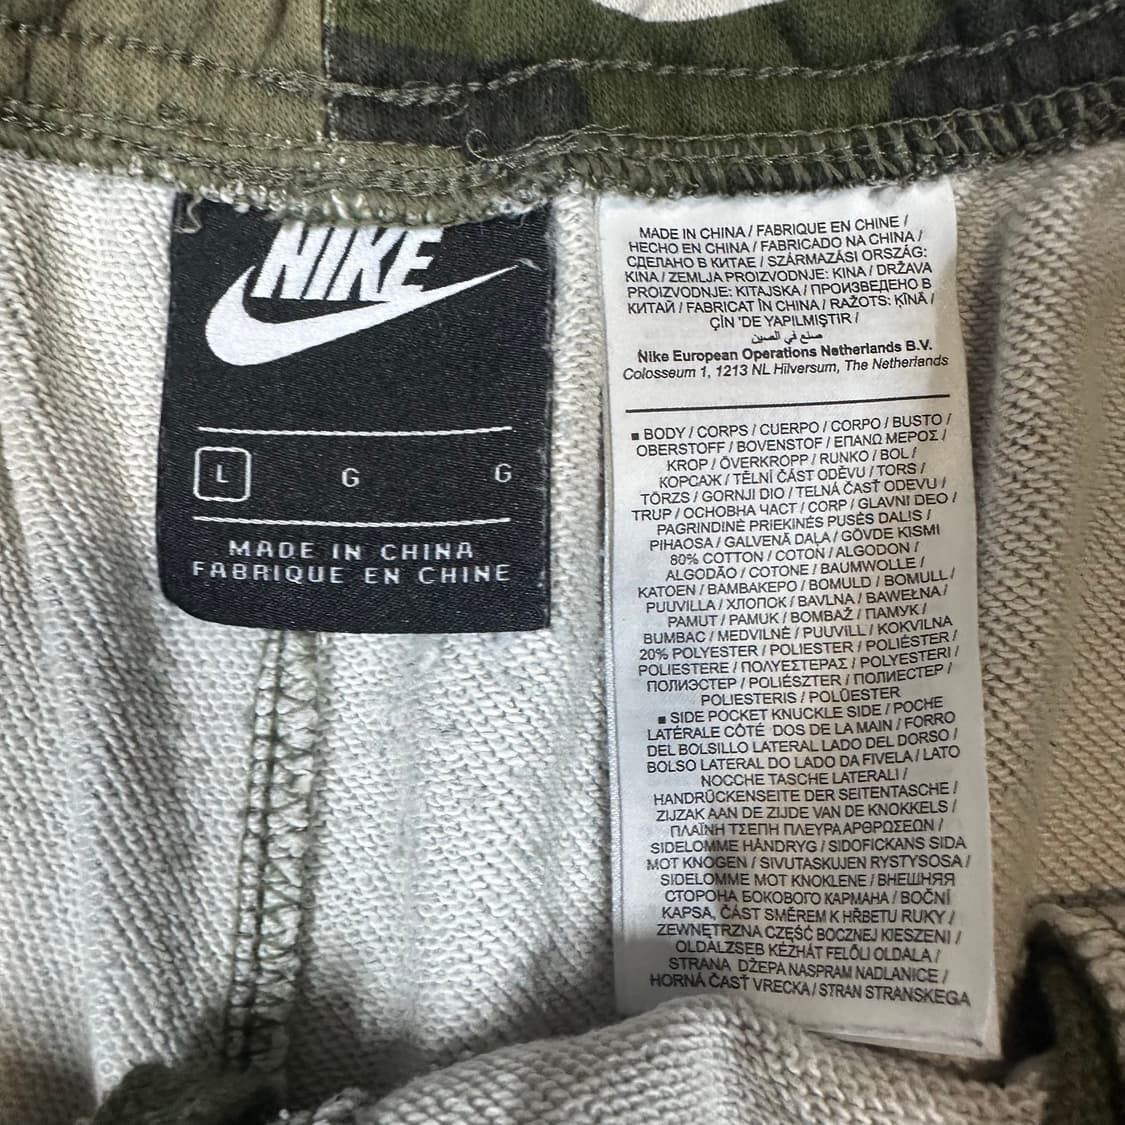 NIKE
L G G
MADE IN CHINA
FABRIQUE EN CHINE
MADE IN CHINA / FABRIQUE EN CHINE /
HECHO EN CHINA / FABRICADO NA CHINA /
СДЕЛАНО В КИТАЕ / SZÁRMAZÁSI ORSZÁG:
KÍNA / ZEMLJA PROIZVODNJE: KINA / DRŽAVA
PROIZVODNJE: KITAJSKA / ПРОИЗВЕДЕНО В
КИТАЙ / FABRICAT ÎN CHINA / RAŽOTS: ĶĪNĀ /
ÇİN 'DE YAPILMIŞTIR /
صنع في الصين
Nike European Operations Netherlands B.V.
Colosseum 1, 1213 NL Hilversum, The Netherlands
■ BODY / CORPS / CUERPO / CORPO / BUSTO /
OBERSTOFF / BOVENSTOF / ΕΠΑΝΩ ΜΕΡΟΣ /
KROP / ÖVERKROPP / RUNKO / BOL /
КОРСАЖ / TĚLNÍ ČÁST ODĚVU / TORS /
TÖRZS / GORNJI DIO / TELNÁ ČASŤ ODEVU /
TRUP / ОСНОВНА ЧАСТ / CORP / GLAVNI DEO /
PAGRINDINĖ PRIEKINĖS PUSĖS DALIS /
PIHAOSA / GALVENĀ DAĻA / GÖVDE KISMI
80% COTTON / COTON / ALGODON /
ALGODÃO / COTONE / BAUMWOLLE /
KATOEN / ΒΑΜΒΑΚΕΡΟ / BOMULD / BOMULL /
PUUVILLA / ХЛОПОК / BAVLNA / BAWEŁNA /
PAMUT / PAMUK / BOMBAŽ / ПАМУК /
BUMBAC / MEDVILNĖ / PUUVILL / KOKVILNA
20% POLYESTER / POLIESTER / POLIÉSTER /
POLIESTERE / ΠΟΛΥΕΣΤΕΡΑΣ / POLYESTERI /
ПОЛИЭСТЕР / POLIÉSZTER / ПОЛИЕСТЕР /
POLIESTERIS / POLÜESTER
■ SIDE POCKET KNUCKLE SIDE / POCHE
LATÉRALE CÔTÉ DOS DE LA MAIN / FORRO
DEL BOLSILLO LATERAL LADO DEL DORSO /
BOLSO LATERAL DO LADO DA FIVELA / LATO
NOCCHE TASCHE LATERALI /
HANDRÜCKENSEITE DER SEITENTASCHE /
ZIJZAK AAN DE ZIJDE VAN DE KNOKKELS /
ΠΛΑΪΝΗ ΤΣΕΠΗ ΠΛΕΥΡΑ ΑΡΘΡΩΣΕΩΝ /
SIDELOMME HÅNDRYG / SIDOFICKANS SIDA
MOT KNOGEN / SIVUTASKUJEN RYSTYSOSA /
SIDELOMME MOT KNOKLENE / ВНЕШНЯЯ
СТОРОНА БОКОВОГО КАРМАНА / BOČNÍ
KAPSA, ČÁST SMĚREM K HŘBETU RUKY /
ZEWNĘTRZNA CZĘŚĆ BOCZNEJ KIESZENI /
OLDALZSEB KÉZHÁT FELŐLI OLDALA /
STRANA DŽEPA NASPRAM NADLANICE /
HORNÁ ČASŤ VRECKA / STRAN STRANSKEGA